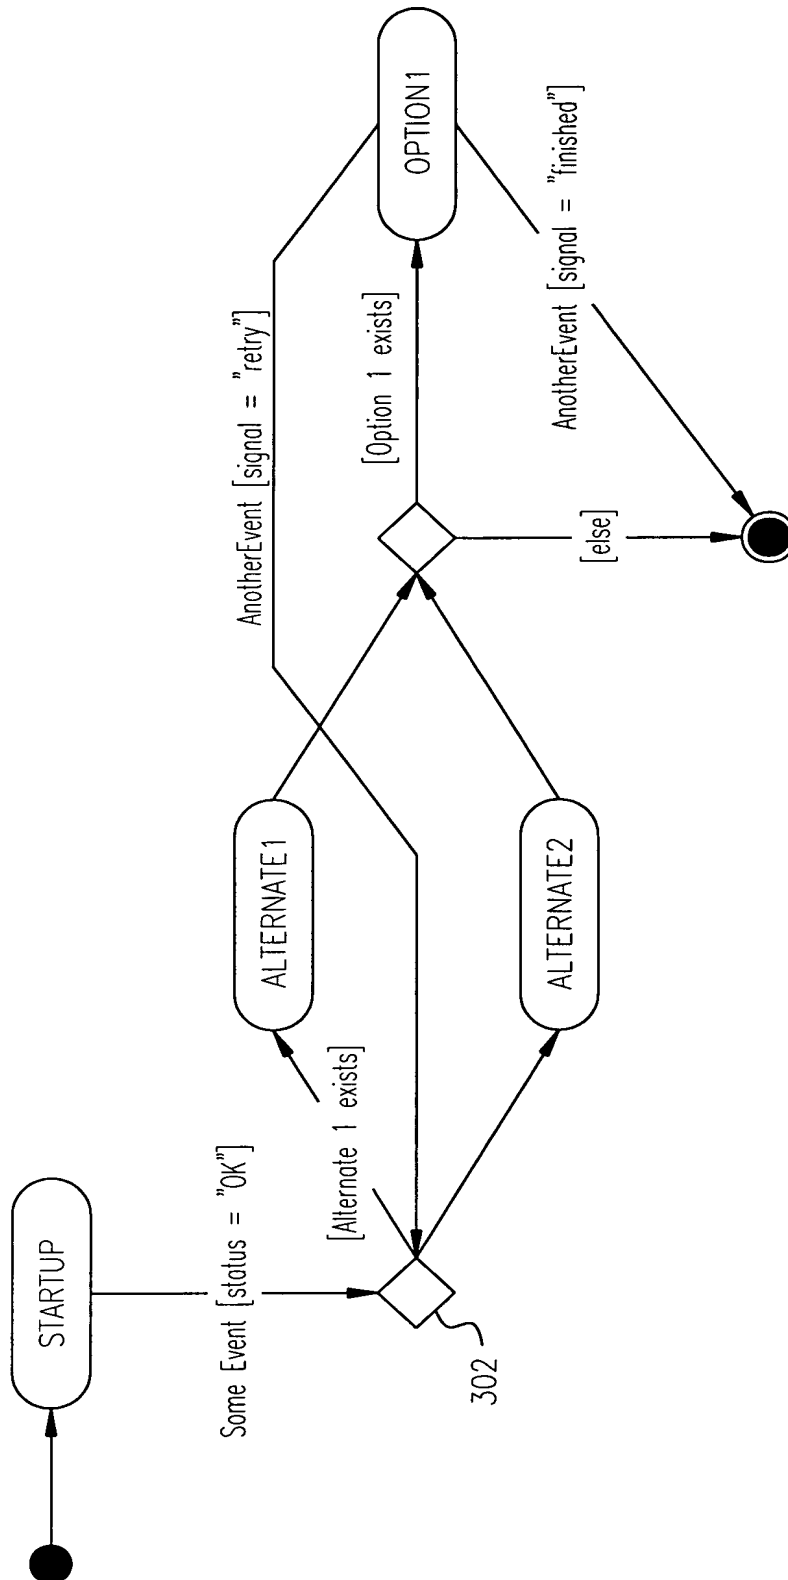 STARTUP
Some Event [status = "OK"]
302
[Alternate 1 exists]
ALTERNATE1
ALTERNATE2
AnotherEvent [signal = "retry"]
[Option 1 exists]
[else]
OPTION1
AnotherEvent [signal = "finished"]